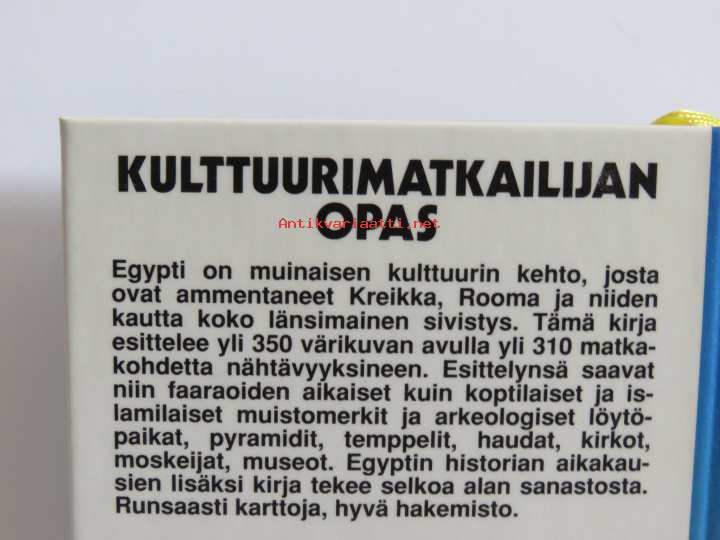 KULTTUURIMATKAILIJAN
OPAS
Antikvariaatti.net
Egypti on muinaisen kulttuurin kehto, josta
ovat ammentaneet Kreikka, Rooma ja niiden
kautta koko länsimainen sivistys. Tämä kirja
esittelee yli 350 värikuvan avulla yli 310 matka-
kohdetta nähtävyyksineen. Esittelynsä saavat
niin faaraoiden aikaiset kuin koptilaiset ja is-
lamilaiset muistomerkit ja arkeologiset löytö-
paikat, pyramidit, temppelit, haudat, kirkot,
moskeijat, museot. Egyptin historian aikakau-
sien lisäksi kirja tekee selkoa alan sanastosta.
Runsaasti karttoja, hyvä hakemisto.